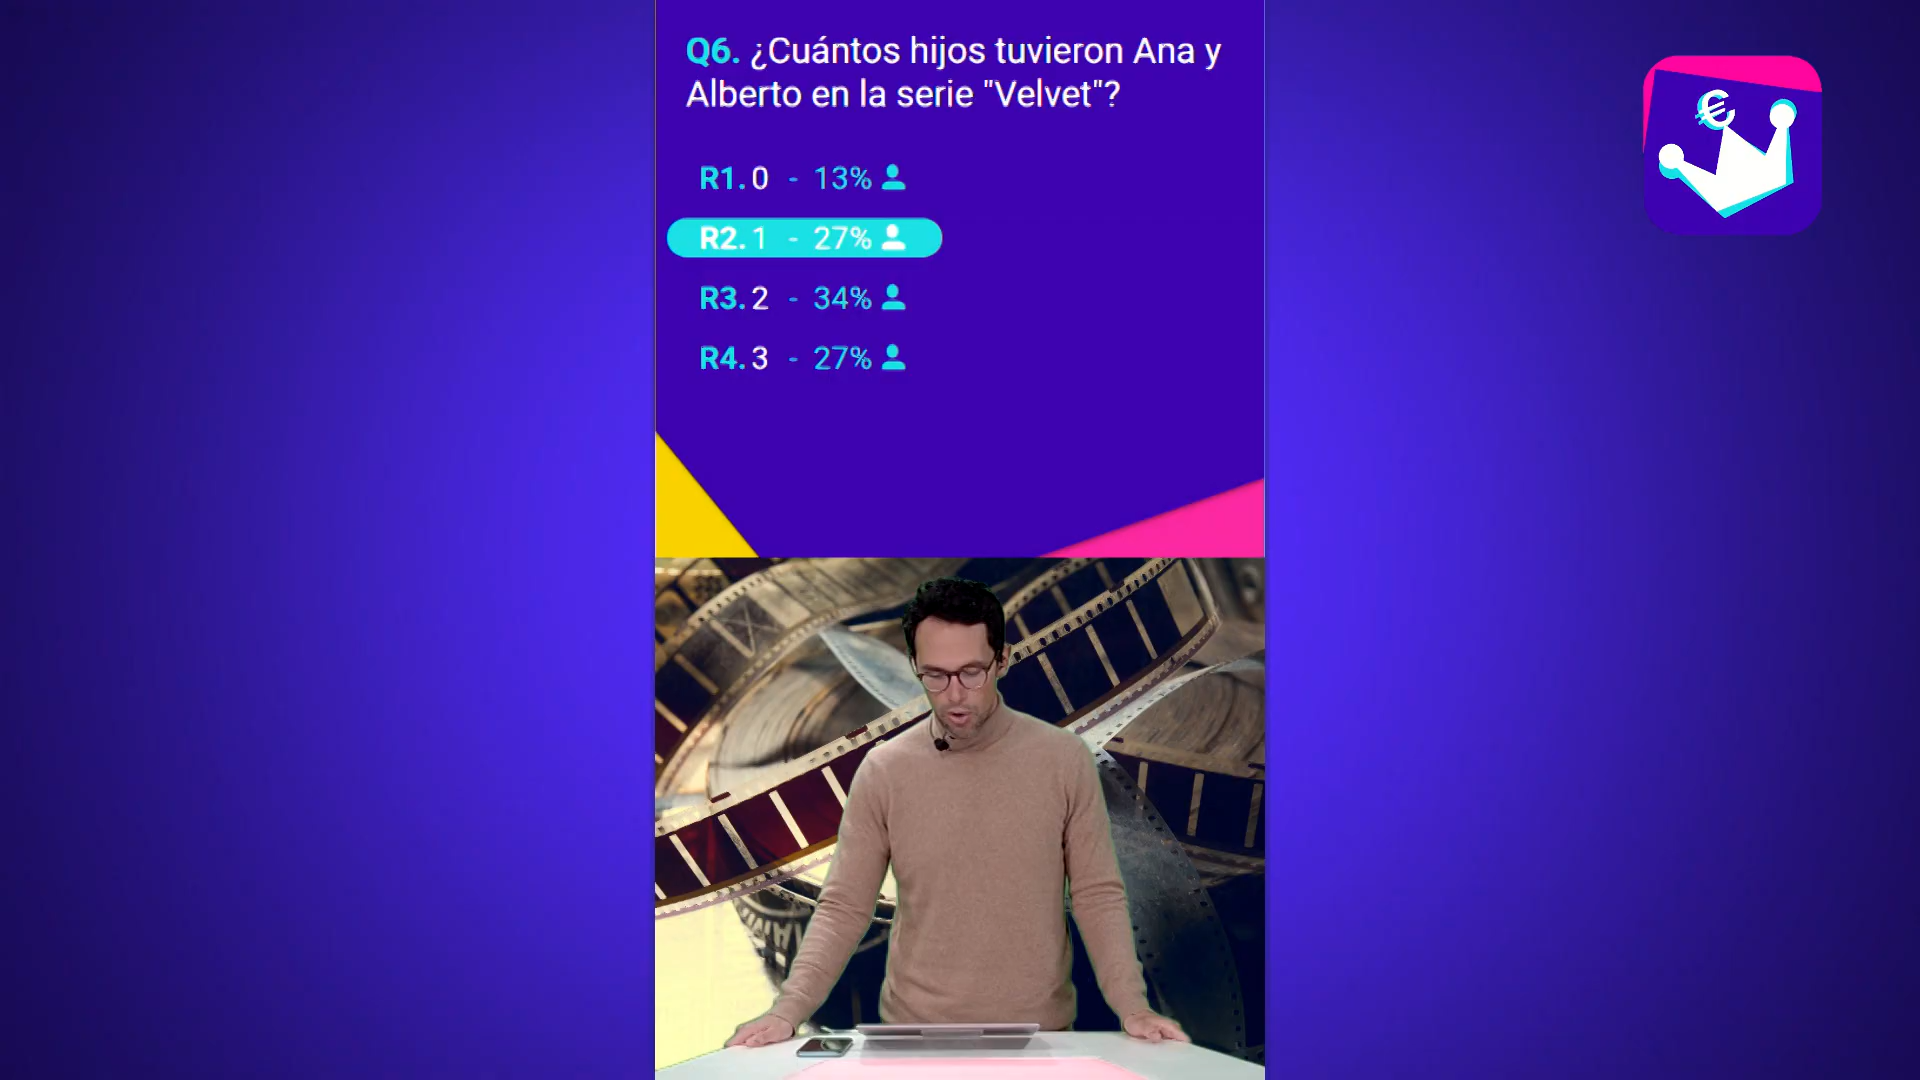 Q6. ¿Cuántos hijos tuvieron Ana y
Alberto en la serie "Velvet"?
R1. 0 - 13%
R2. 1 - 27%
R3. 2 - 34%
R4. 3 - 27%
€